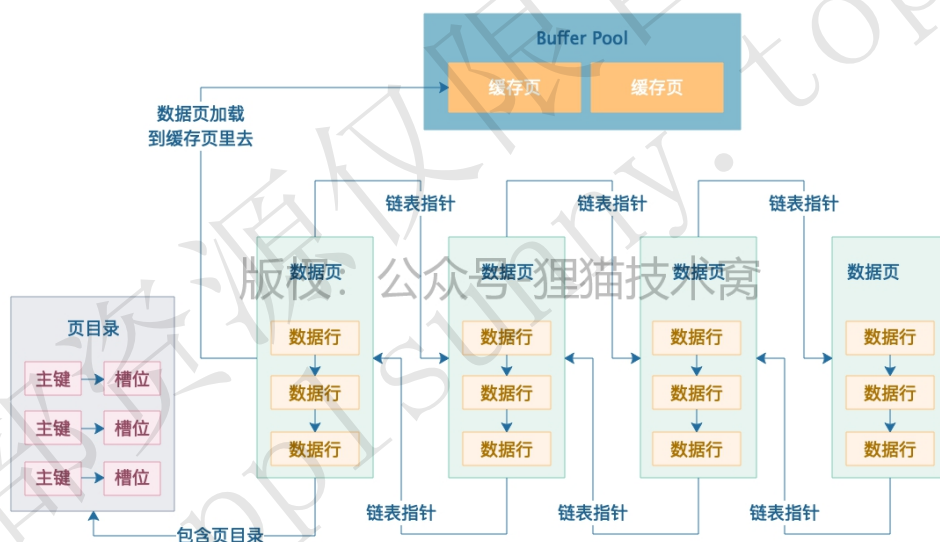 Buffer Pool
缓存页 缓存页
数据页加载
到缓存页里去
链表指针 链表指针 链表指针
数据页 数据页 数据页 数据页
版权：公众号-狸猫技术窝
页目录
主键 槽位
主键 槽位
主键 槽位
数据行 数据行 数据行 数据行
数据行 数据行 数据行 数据行
数据行 数据行 数据行 数据行
链表指针 链表指针 链表指针
包含页目录